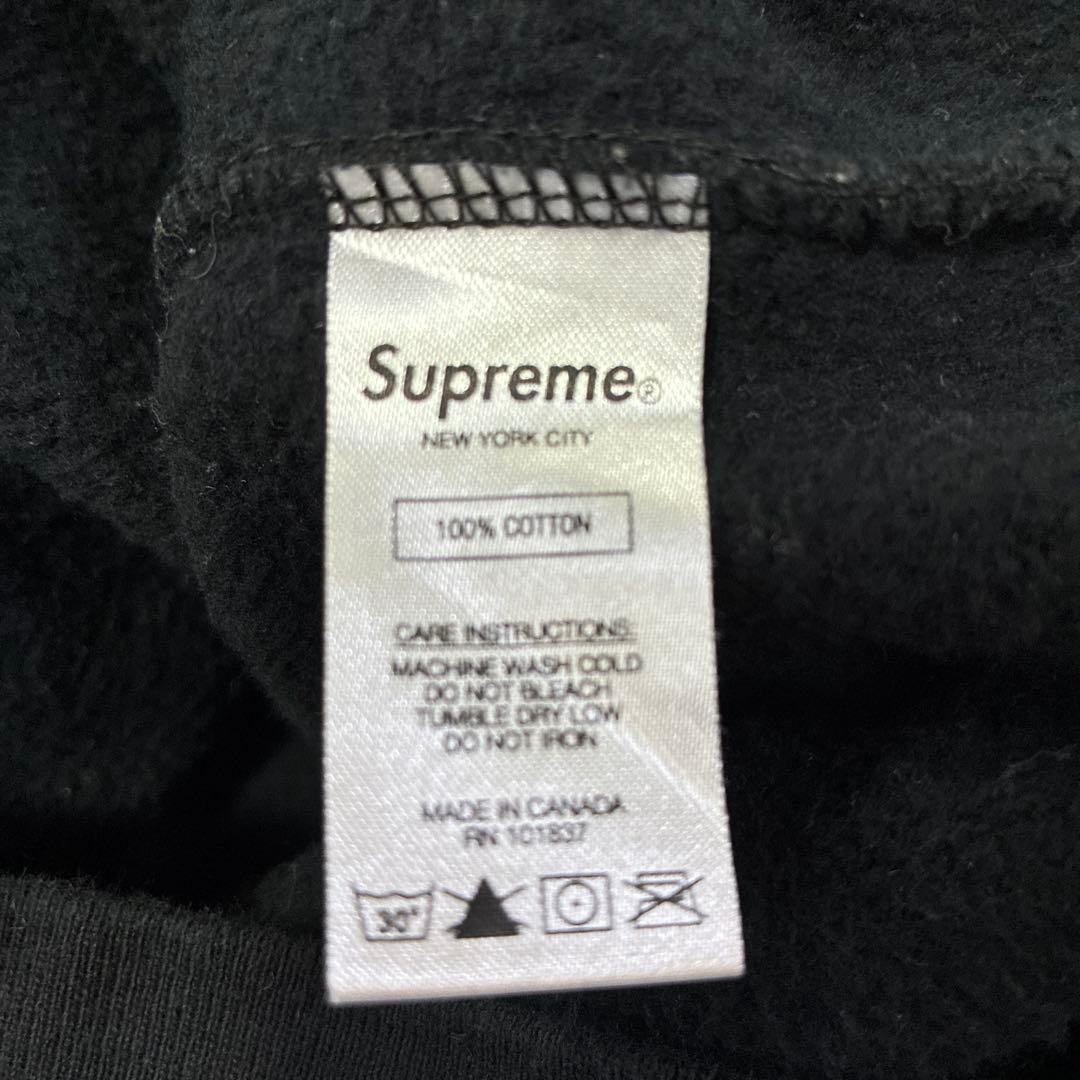 Supreme®
NEW YORK CITY
100% COTTON
CARE INSTRUCTIONS:
MACHINE WASH COLD
DO NOT BLEACH
TUMBLE DRY LOW
DO NOT IRON
MADE IN CANADA
RN 101837
30°